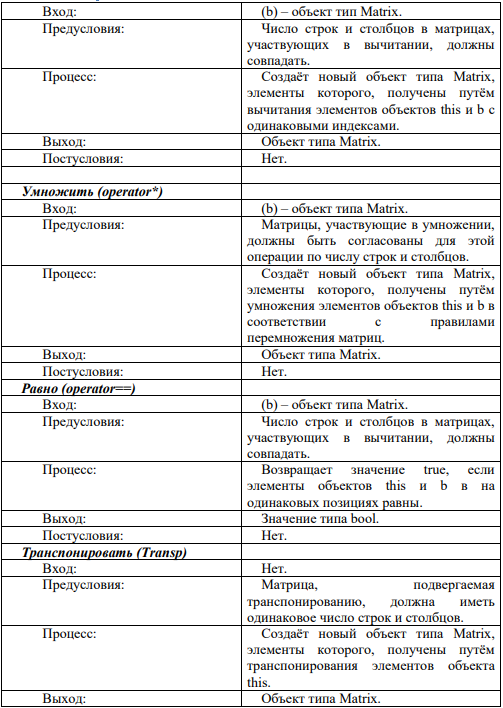 Вход:
(b) – объект тип Matrix.
Предусловия:
Число строк и столбцов в матрицах,
участвующих в вычитании, должны
совпадать.
Процесс:
Создаёт новый объект типа Matrix,
элементы которого, получены путём
вычитания элементов объектов this и b с
одинаковыми индексами.
Выход:
Объект типа Matrix.
Постусловия:
Нет.
Умножить (operator*)
Вход:
(b) – объект типа Matrix.
Предусловия:
Матрицы, участвующие в умножении,
должны быть согласованы для этой
операции по числу строк и столбцов.
Процесс:
Создаёт новый объект типа Matrix,
элементы которого, получены путём
умножения элементов объектов this и b в
соответствии с правилами
перемножения матриц.
Выход:
Объект типа Matrix.
Постусловия:
Нет.
Равно (operator==)
Вход:
(b) – объект типа Matrix.
Предусловия:
Число строк и столбцов в матрицах,
участвующих в вычитании, должны
совпадать.
Процесс:
Возвращает значение true, если
элементы объектов this и b в на
одинаковых позициях равны.
Выход:
Значение типа bool.
Постусловия:
Нет.
Транспонировать (Transp)
Вход:
Нет.
Предусловия:
Матрица, подвергаемая
транспонированию, должна иметь
одинаковое число строк и столбцов.
Процесс:
Создаёт новый объект типа Matrix,
элементы которого, получены путём
транспонирования элементов объекта
this.
Выход:
Объект типа Matrix.